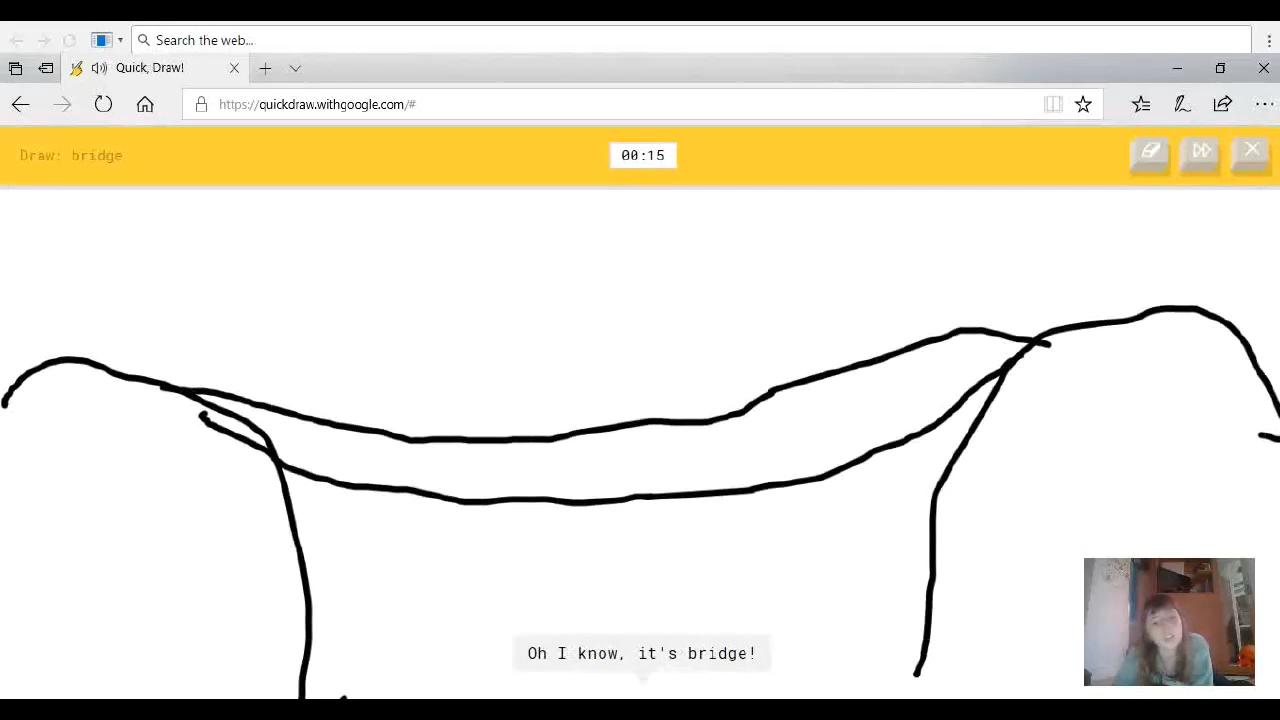 Search the web...
Quick, Draw!
https://quickdraw.withgoogle.com/#
Draw: bridge
00:15
Oh I know, it's bridge!